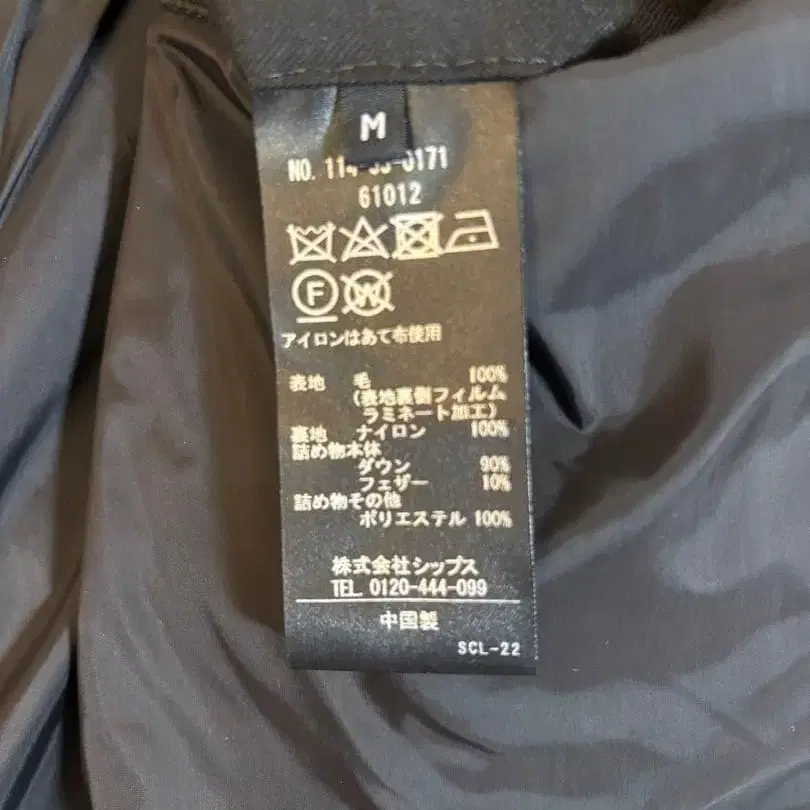 M
NO. 114-53-0171
61012
F W
アイロンはあて布使用
表地 毛 100%
(表地裏側フィルム
ラミネート加工)
裏地 ナイロン 100%
詰め物本体
ダウン 90%
フェザー 10%
詰め物その他
ポリエステル 100%
株式会社シップス
TEL. 0120-444-099
中国製
SCL-22